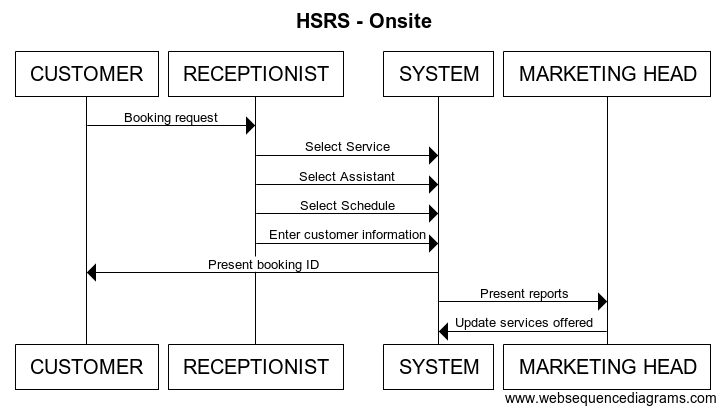 HSRS - Onsite
CUSTOMER
RECEPTIONIST
SYSTEM
MARKETING HEAD
Booking request
Select Service
Select Assistant
Select Schedule
Enter customer information
Present booking ID
Present reports
Update services offered
CUSTOMER
RECEPTIONIST
SYSTEM
MARKETING HEAD
www.websequencediagrams.com